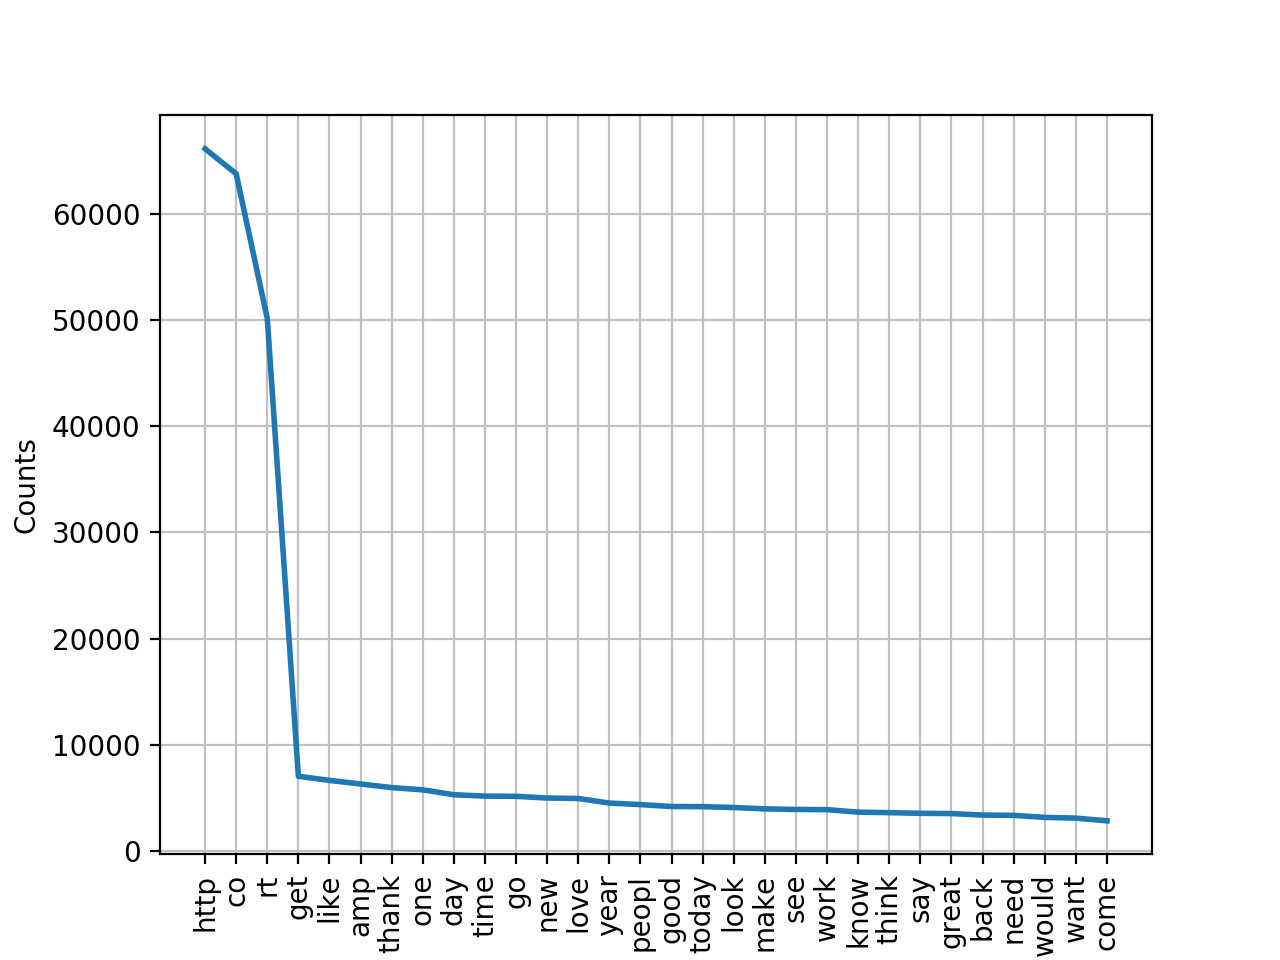 60000
50000
40000
30000
20000
10000
0
Counts
http
co
rt
get
like
amp
thank
one
day
time
go
new
love
year
peopl
good
today
look
make
see
work
know
think
say
great
back
need
would
want
come